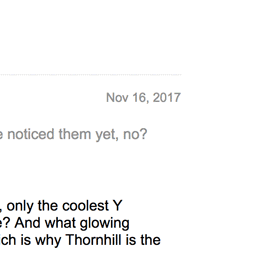 Nov 16, 2017
noticed them yet, no?
, only the coolest Y
e? And what glowing
ch is why Thornhill is the